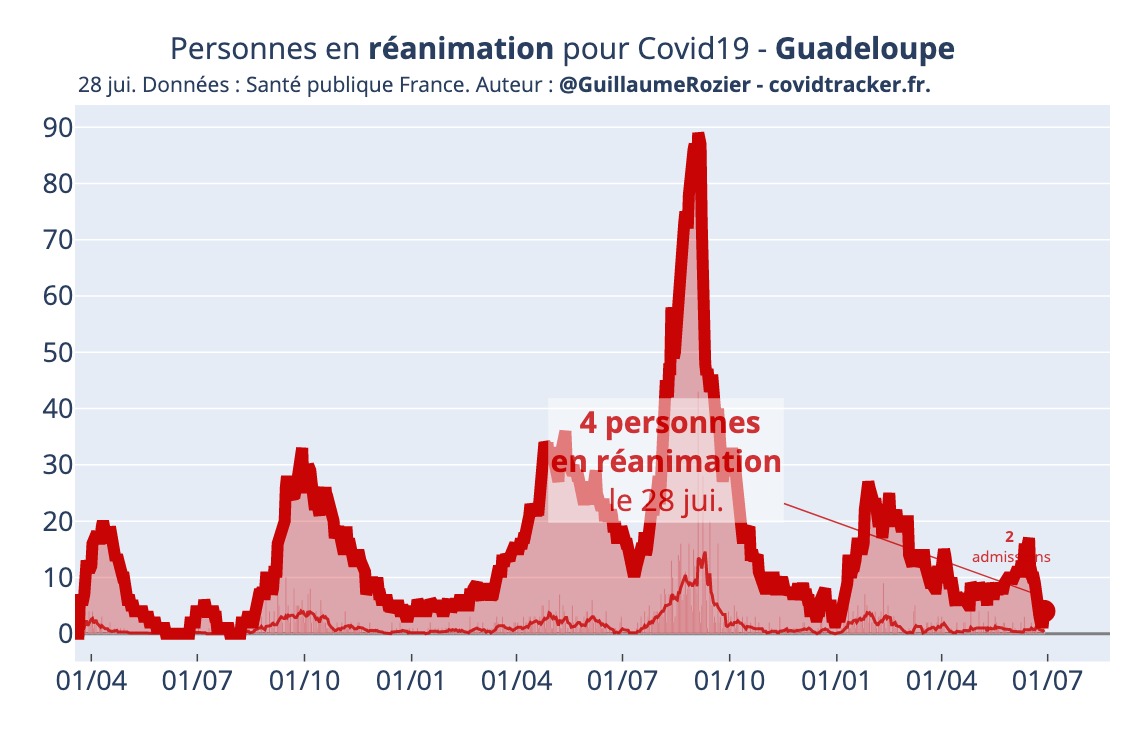 Personnes en réanimation pour Covid19 - Guadeloupe
28 jui. Données : Santé publique France. Auteur : @GuillaumeRozier - covidtracker.fr.
90
80
70
60
50
40
30
20
10
0
4 personnes
en réanimation
le 28 jui.
2
admissions
01/04 01/07 01/10 01/01 01/04 01/07 01/10 01/01 01/04 01/07